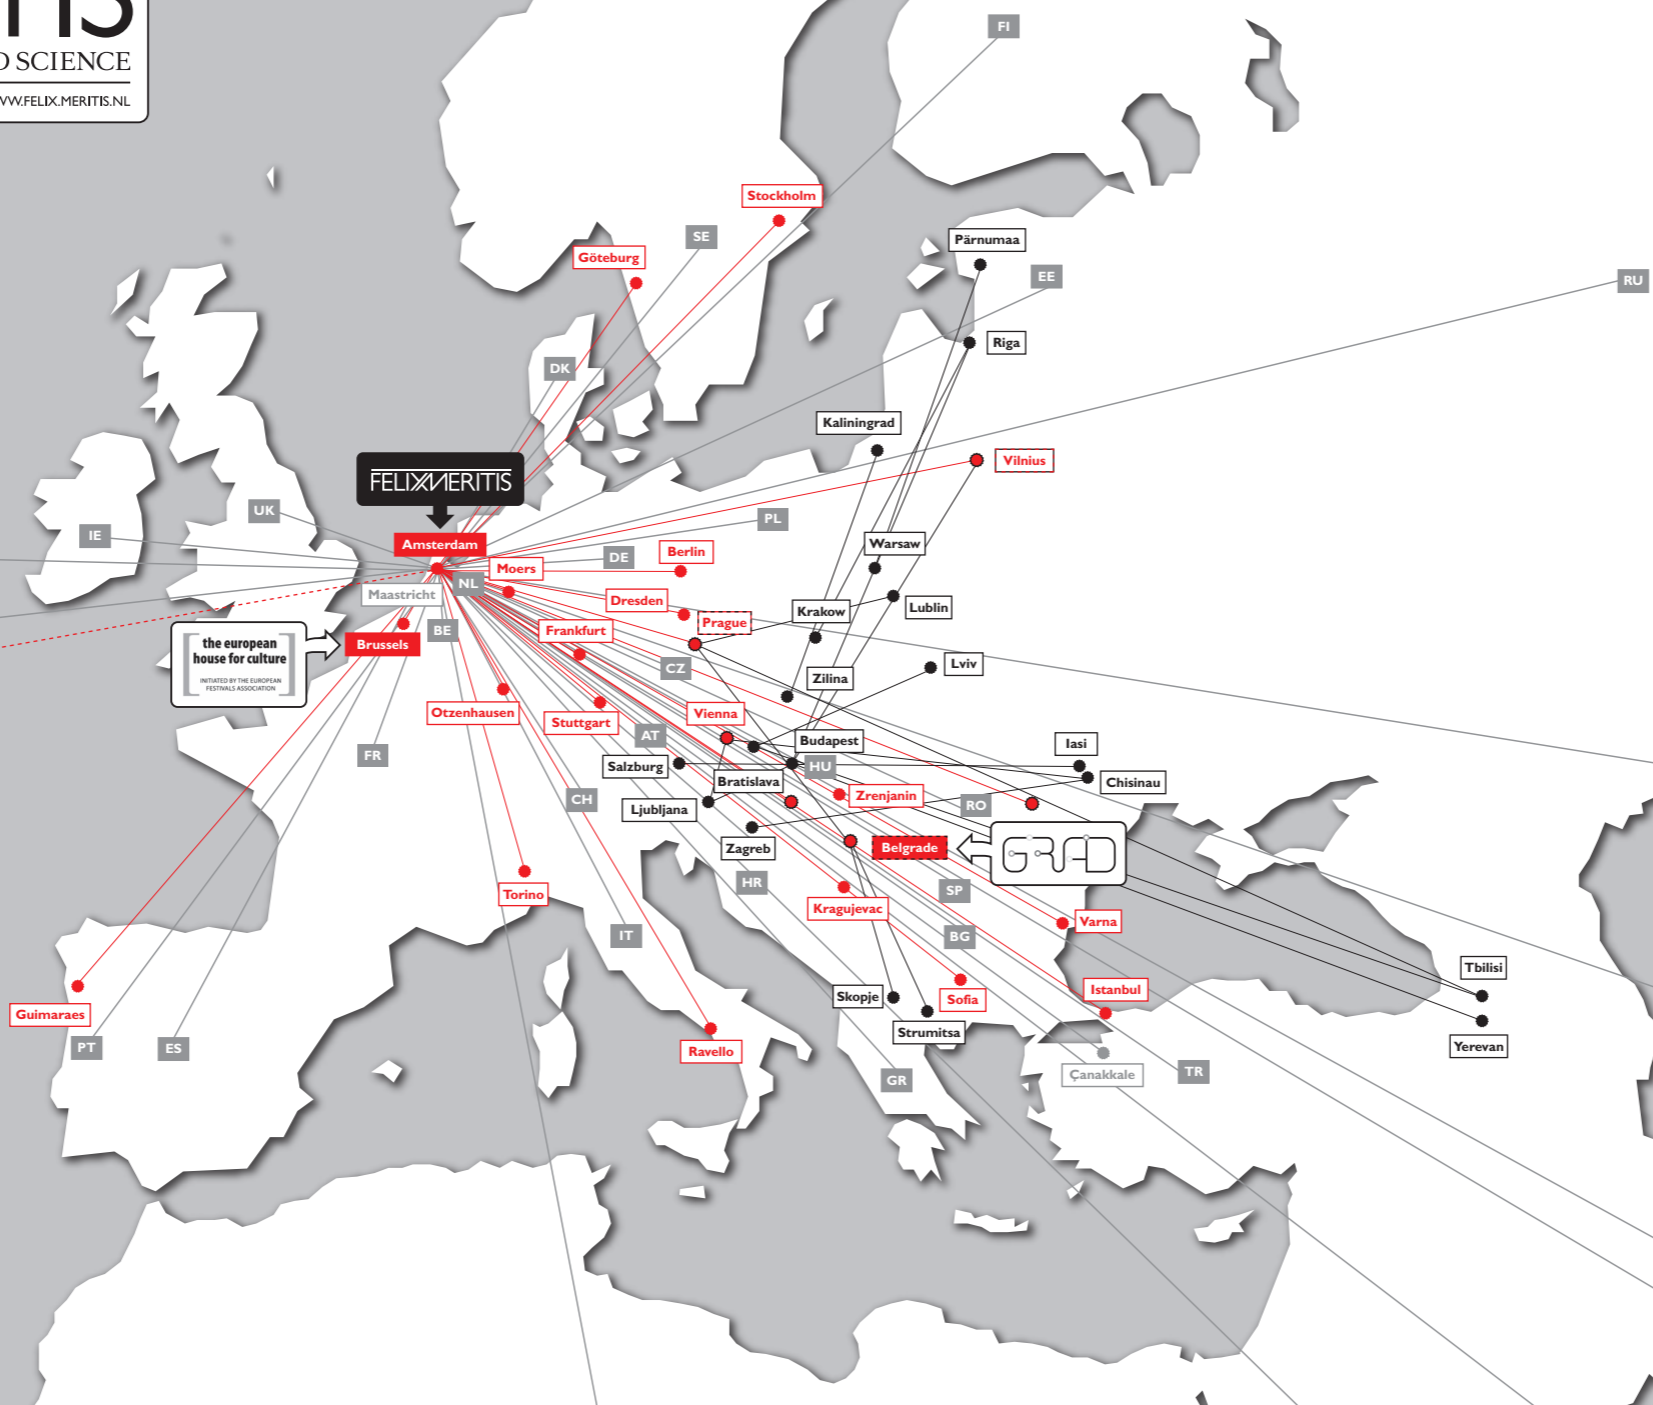 SCIENCE
WWW.FELIX.MERITIS.NL
FI
Stockholm
SE
Göteburg
Pärnumaa
EE
RU
Riga
DK
Kaliningrad
Vilnius
FELIX MERITIS
UK
IE
PL
Amsterdam
Warsaw
DE
Berlin
Moers
NL
Maastricht
Dresden
Krakow
Lublin
Prague
Frankfurt
BE
Brussels
the european
house for culture
INITIATED BY THE EUROPEAN
FESTIVALS ASSOCIATION
CZ
Lviv
Zilina
Otzenhausen
Stuttgart
Vienna
AT
Budapest
Iasi
FR
Salzburg
HU
Bratislava
Chisinau
CH
Ljubljana
Zrenjanin
RO
Zagreb
Belgrade
GRAD
HR
SP
Torino
Kragujevac
Varna
IT
BG
Tbilisi
Istanbul
Skopje
Sofia
Guimaraes
Strumitsa
PT
ES
Ravello
Yerevan
GR
Çanakkale
TR